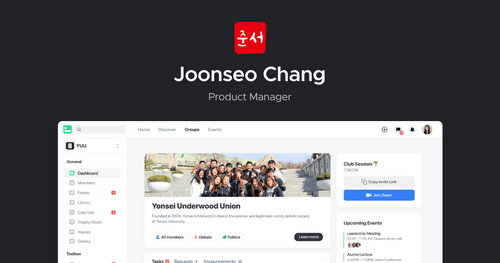 준서
Joonseo Chang
Product Manager
Home Discover Groups Events
YUU
General
Dashboard
Members
Forum
Library
Calendar
Trophy Room
Alumni
Gallery
Toolbox
Yonsei Underwood Union
Founded in 2006, Yonsei Underwood Union is the premier and legitimate varsity debate society
of Yonsei University.
45 members
Debate
Politics
Learn more
Tasks
Requests
Announcements
Club Session
7:30 PM
Copy Invite Link
Join Zoom
Upcoming Events
Leadership Meeting
Alumni Lecture